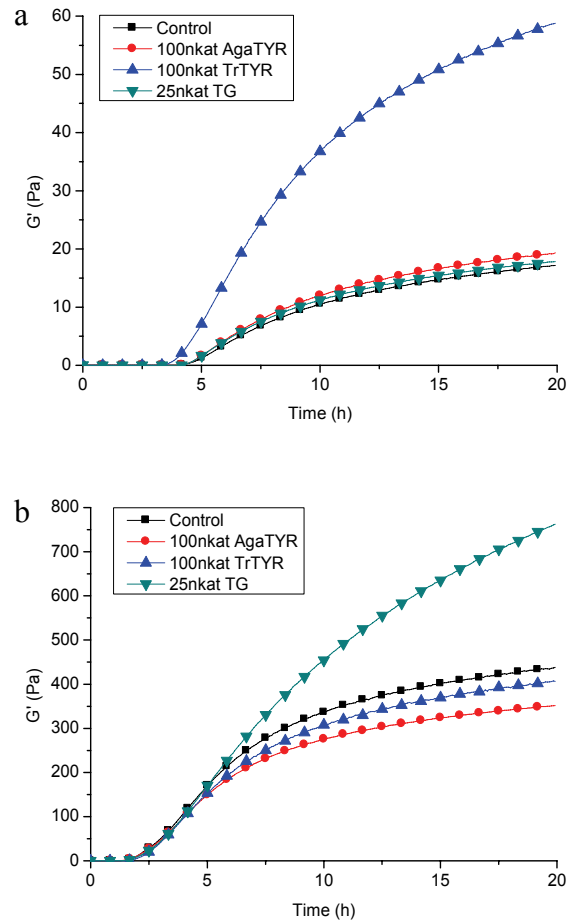 a
60
50
40
30
20
10
0
G' (Pa)
Control
100nkat AgaTYR
100nkat TrTYR
25nkat TG
0 5 10 15 20
Time (h)
b
800
700
600
500
400
300
200
100
0
G' (Pa)
Control
100nkat AgaTYR
100nkat TrTYR
25nkat TG
0 5 10 15 20
Time (h)